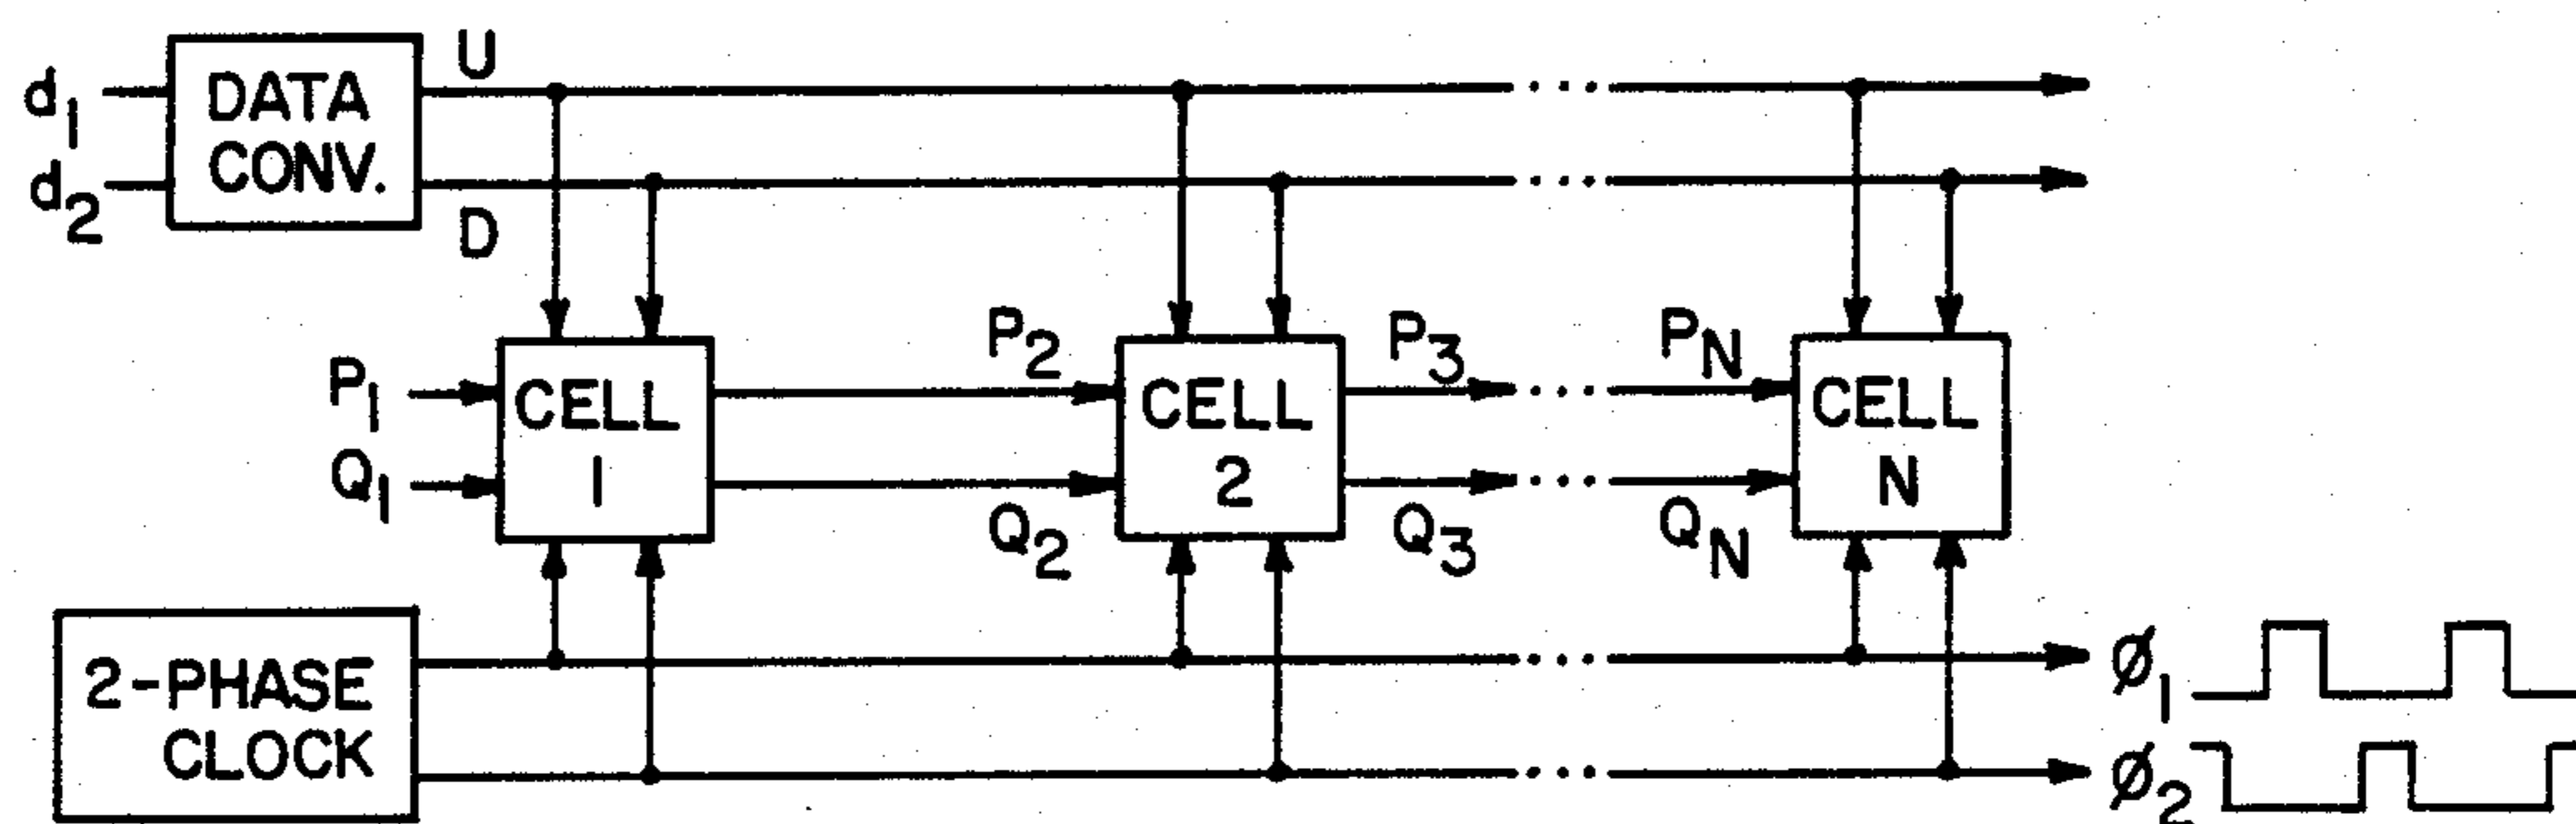 U
d1 DATA
CONV.
d2
D
P1 CELL
1
Q1
P2 CELL
2
Q2
P3
Q3
PN CELL
N
QN
2-PHASE
CLOCK
ø1
ø2